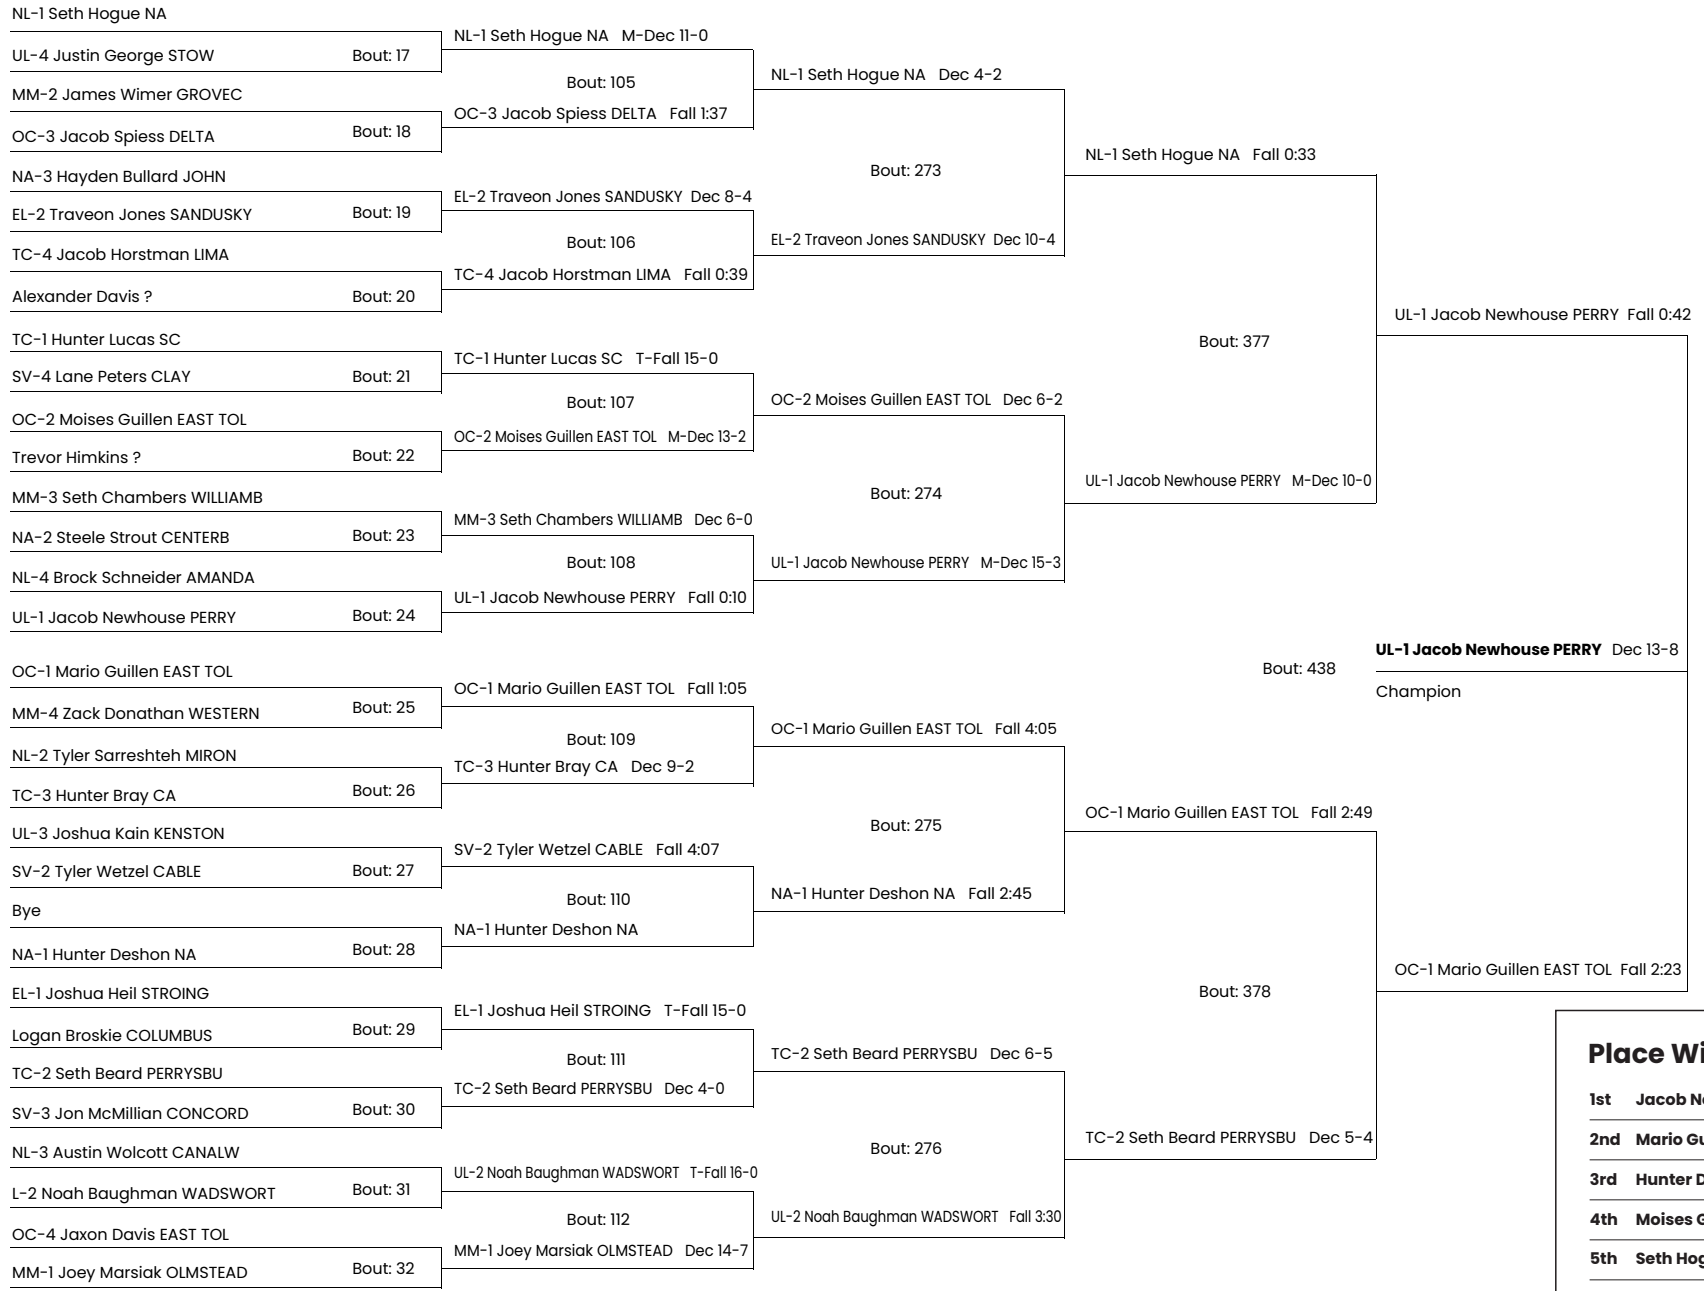 NL-1 Seth Hogue NA
UL-4 Justin George STOW
Bout: 17
MM-2 James Wimer GROVEC
OC-3 Jacob Spiess DELTA
Bout: 18
NA-3 Hayden Bullard JOHN
EL-2 Traveon Jones SANDUSKY
Bout: 19
TC-4 Jacob Horstman LIMA
Alexander Davis ?
Bout: 20
TC-1 Hunter Lucas SC
SV-4 Lane Peters CLAY
Bout: 21
OC-2 Moises Guillen EAST TOL
Trevor Himkins ?
Bout: 22
MM-3 Seth Chambers WILLIAMB
NA-2 Steele Strout CENTERB
Bout: 23
NL-4 Brock Schneider AMANDA
UL-1 Jacob Newhouse PERRY
Bout: 24
OC-1 Mario Guillen EAST TOL
MM-4 Zack Donathan WESTERN
Bout: 25
NL-2 Tyler Sarreshteh MIRON
TC-3 Hunter Bray CA
Bout: 26
UL-3 Joshua Kain KENSTON
SV-2 Tyler Wetzel CABLE
Bout: 27
Bye
NA-1 Hunter Deshon NA
Bout: 28
EL-1 Joshua Heil STROING
Logan Broskie COLUMBUS
Bout: 29
TC-2 Seth Beard PERRYSBU
SV-3 Jon McMillian CONCORD
Bout: 30
NL-3 Austin Wolcott CANALW
L-2 Noah Baughman WADSWORT
Bout: 31
OC-4 Jaxon Davis EAST TOL
MM-1 Joey Marsiak OLMSTEAD
Bout: 32
NL-1 Seth Hogue NA M-Dec 11-0
Bout: 105
OC-3 Jacob Spiess DELTA Fall 1:37
EL-2 Traveon Jones SANDUSKY Dec 8-4
Bout: 106
TC-4 Jacob Horstman LIMA Fall 0:39
TC-1 Hunter Lucas SC T-Fall 15-0
Bout: 107
OC-2 Moises Guillen EAST TOL M-Dec 13-2
MM-3 Seth Chambers WILLIAMB Dec 6-0
Bout: 108
UL-1 Jacob Newhouse PERRY Fall 0:10
OC-1 Mario Guillen EAST TOL Fall 1:05
Bout: 109
TC-3 Hunter Bray CA Dec 9-2
SV-2 Tyler Wetzel CABLE Fall 4:07
Bout: 110
NA-1 Hunter Deshon NA
EL-1 Joshua Heil STROING T-Fall 15-0
Bout: 111
TC-2 Seth Beard PERRYSBU Dec 4-0
UL-2 Noah Baughman WADSWORT T-Fall 16-0
Bout: 112
MM-1 Joey Marsiak OLMSTEAD Dec 14-7
NL-1 Seth Hogue NA Dec 4-2
Bout: 273
EL-2 Traveon Jones SANDUSKY Dec 10-4
OC-2 Moises Guillen EAST TOL Dec 6-2
Bout: 274
UL-1 Jacob Newhouse PERRY M-Dec 15-3
OC-1 Mario Guillen EAST TOL Fall 4:05
Bout: 275
NA-1 Hunter Deshon NA Fall 2:45
TC-2 Seth Beard PERRYSBU Dec 6-5
Bout: 276
UL-2 Noah Baughman WADSWORT Fall 3:30
NL-1 Seth Hogue NA Fall 0:33
Bout: 377
UL-1 Jacob Newhouse PERRY M-Dec 10-0
OC-1 Mario Guillen EAST TOL Fall 2:49
Bout: 378
TC-2 Seth Beard PERRYSBU Dec 5-4
UL-1 Jacob Newhouse PERRY Fall 0:42
Bout: 438
UL-1 Jacob Newhouse PERRY Dec 13-8
Champion
OC-1 Mario Guillen EAST TOL Fall 2:23
Place Wi
1st Jacob N
2nd Mario Gu
3rd Hunter D
4th Moises G
5th Seth Hog